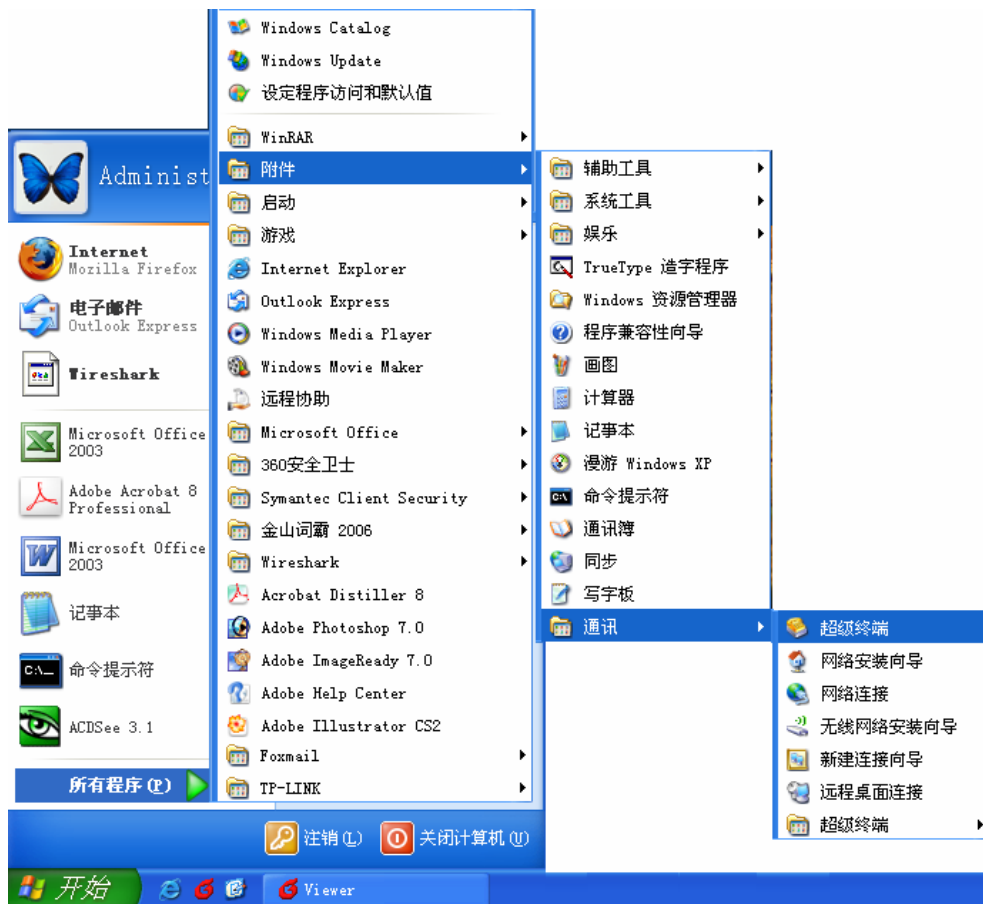 Administ
Internet
Mozilla Firefox
电子邮件
Outlook Express
Wireshark
Microsoft Office
2003
Adobe Acrobat 8
Professional
Microsoft Office
2003
记事本
命令提示符
ACDSee 3.1
所有程序(P)
Windows Catalog
Windows Update
设定程序访问和默认值
WinRAR
附件
启动
游戏
Internet Explorer
Outlook Express
Windows Media Player
Windows Movie Maker
远程协助
Microsoft Office
360安全卫士
Symantec Client Security
金山词霸 2006
Wireshark
Acrobat Distiller 8
Adobe Photoshop 7.0
Adobe ImageReady 7.0
Adobe Help Center
Adobe Illustrator CS2
Foxmail
TP-LINK
辅助工具
系统工具
娱乐
TrueType 造字程序
Windows 资源管理器
程序兼容性向导
画图
计算器
记事本
漫游 Windows XP
命令提示符
通讯簿
同步
写字板
通讯
超级终端
网络安装向导
网络连接
无线网络安装向导
新建连接向导
远程桌面连接
超级终端
注销(L)
关闭计算机(U)
开始
Viewer